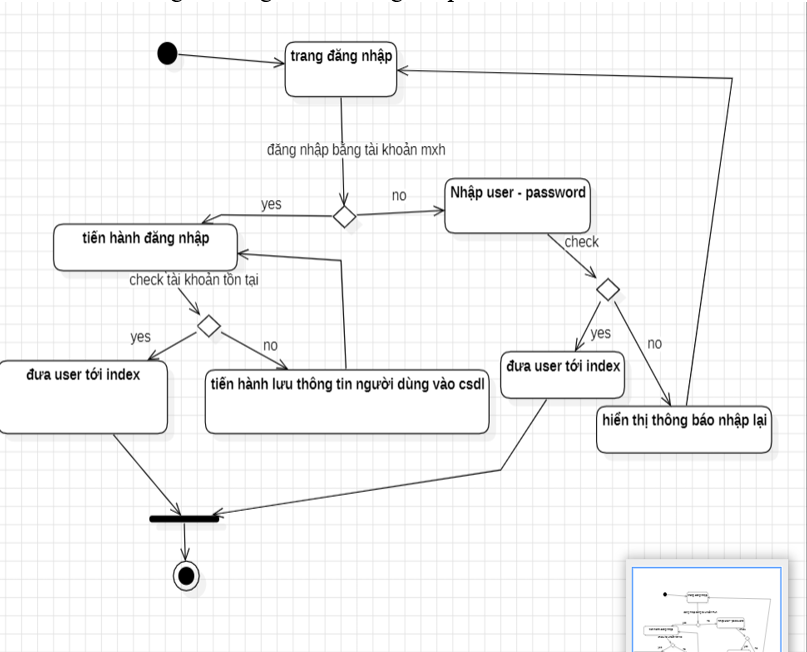 trang đăng nhập
đăng nhập bằng tài khoản mxh
yes
no
Nhập user - password
tiến hành đăng nhập
check
check tài khoản tồn tại
yes
no
yes
no
đưa user tới index
tiến hành lưu thông tin người dùng vào csdl
đưa user tới index
hiển thị thông báo nhập lại